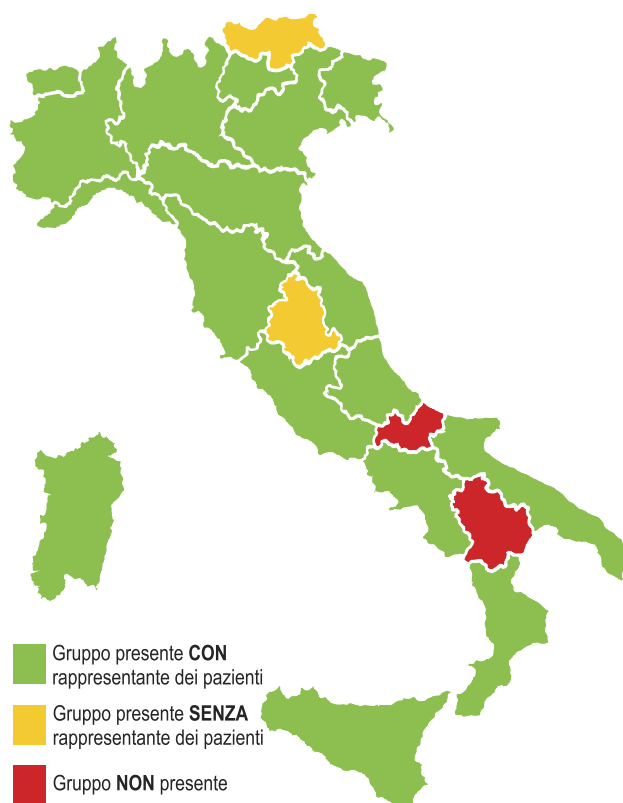 Gruppo presente CON
rappresentante dei pazienti
Gruppo presente SENZA
rappresentante dei pazienti
Gruppo NON presente